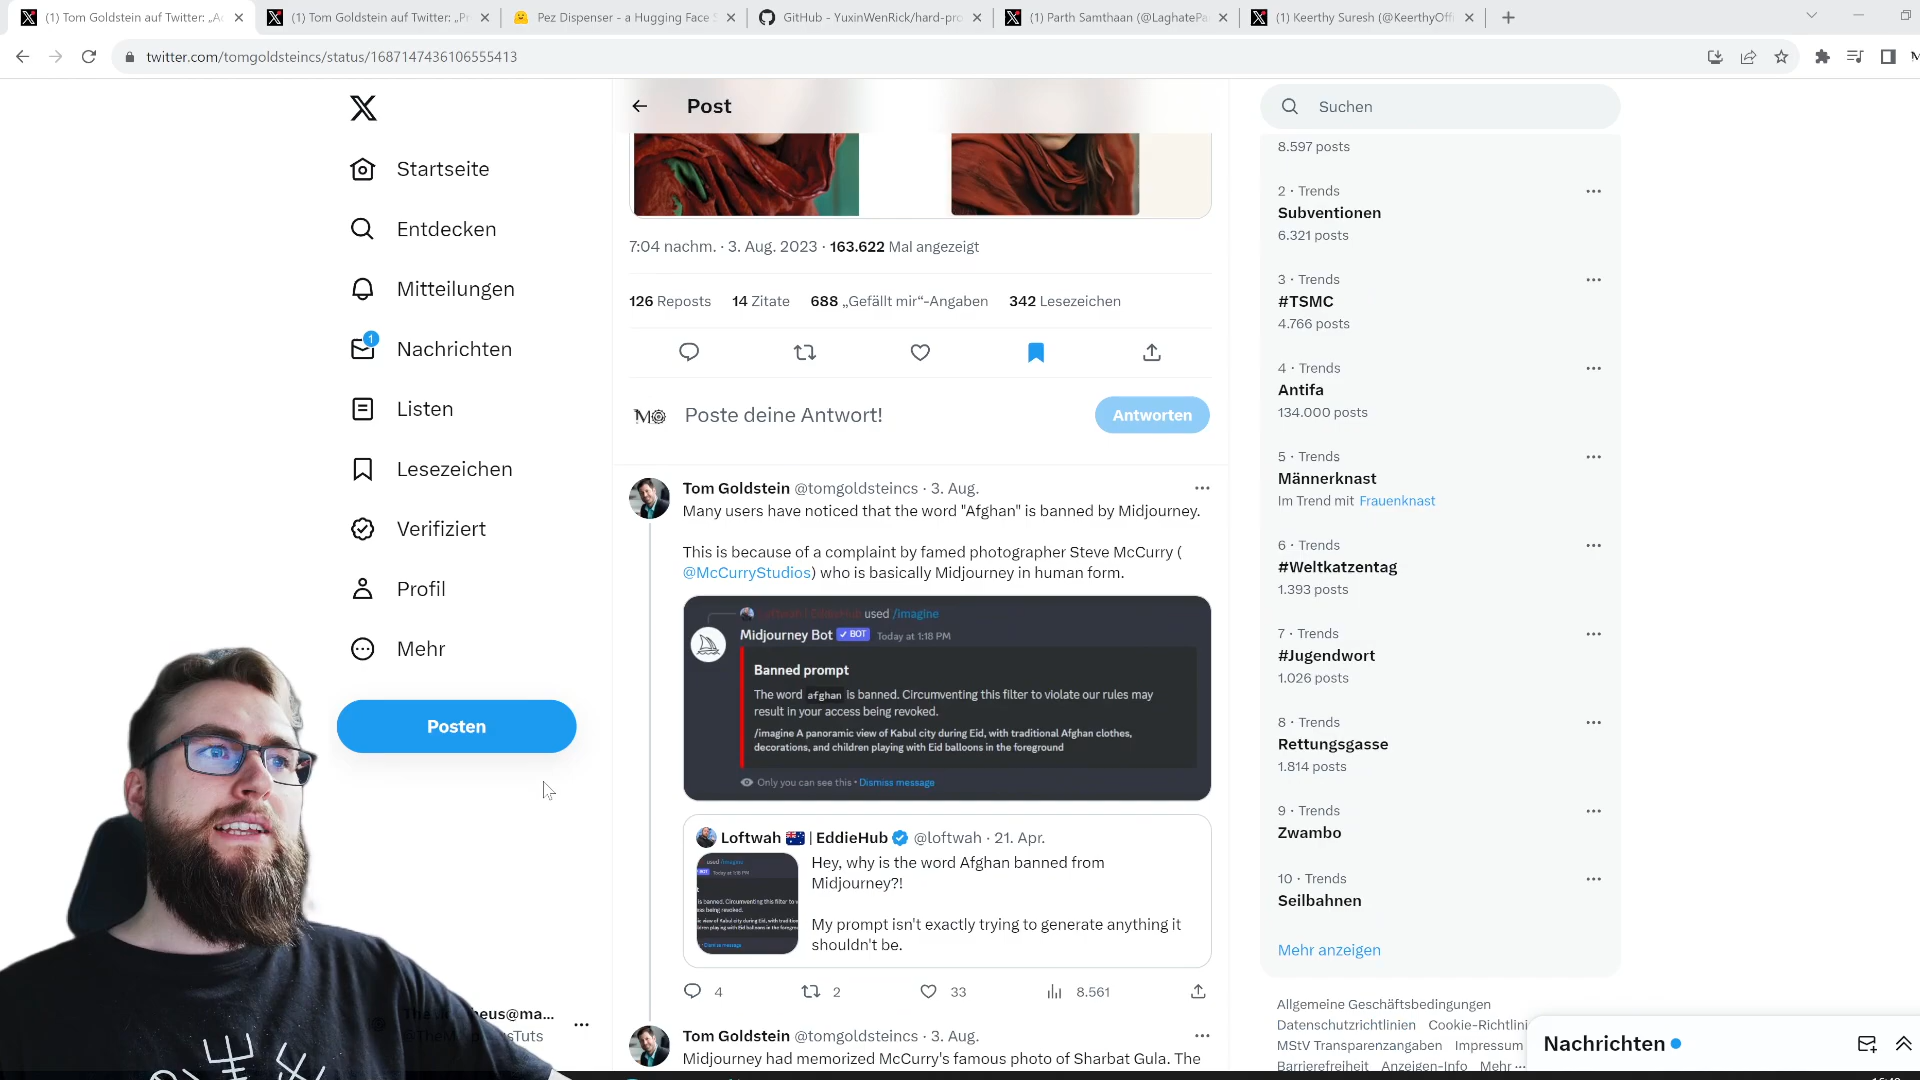 (1) Tom Goldstein auf Twitter: „Ac
(1) Tom Goldstein auf Twitter: „Pr
Pez Dispenser - a Hugging Face S
GitHub - YuxinWenRick/hard-pro
(1) Parth Samthaan (@LaghatePa
(1) Keerthy Suresh (@KeerthyOffi
twitter.com/tomgoldsteincs/status/1687147436106555413
Startseite
Entdecken
Mitteilungen
1
Nachrichten
Listen
Lesezeichen
Verifiziert
Profil
Mehr
Posten
Post
7:04 nachm. · 3. Aug. 2023 · 163.622 Mal angezeigt
126 Reposts 14 Zitate 688 „Gefällt mir“-Angaben 342 Lesezeichen
Poste deine Antwort!
Antworten
Tom Goldstein @tomgoldsteincs · 3. Aug.
Many users have noticed that the word "Afghan" is banned by Midjourney.
This is because of a complaint by famed photographer Steve McCurry (
@McCurryStudios) who is basically Midjourney in human form.
used /imagine
Midjourney Bot ✓ BOT Today at 1:18 PM
Banned prompt
The word afghan is banned. Circumventing this filter to violate our rules may
result in your access being revoked.
/imagine A panoramic view of Kabul city during Eid, with traditional Afghan clothes,
decorations, and children playing with Eid balloons in the foreground
Only you can see this • Dismiss message
Loftwah 🇦🇺 | EddieHub @loftwah · 21. Apr.
Hey, why is the word Afghan banned from
Midjourney?!
My prompt isn't exactly trying to generate anything it
shouldn't be.
4 2 33 8.561
Tom Goldstein @tomgoldsteincs · 3. Aug.
Midjourney had memorized McCurry's famous photo of Sharbat Gula. The
Suchen
8.597 posts
2 · Trends
Subventionen
6.321 posts
3 · Trends
#TSMC
4.766 posts
4 · Trends
Antifa
134.000 posts
5 · Trends
Männerknast
Im Trend mit Frauenknast
6 · Trends
#Weltkatzentag
1.393 posts
7 · Trends
#Jugendwort
1.026 posts
8 · Trends
Rettungsgasse
1.814 posts
9 · Trends
Zwambo
10 · Trends
Seilbahnen
Mehr anzeigen
Allgemeine Geschäftsbedingungen
Datenschutzrichtlinien Cookie-Richtlini
MStV Transparenzangaben Impressum
Barrierefreiheit Anzeigen-Info Mehr ···
Nachrichten